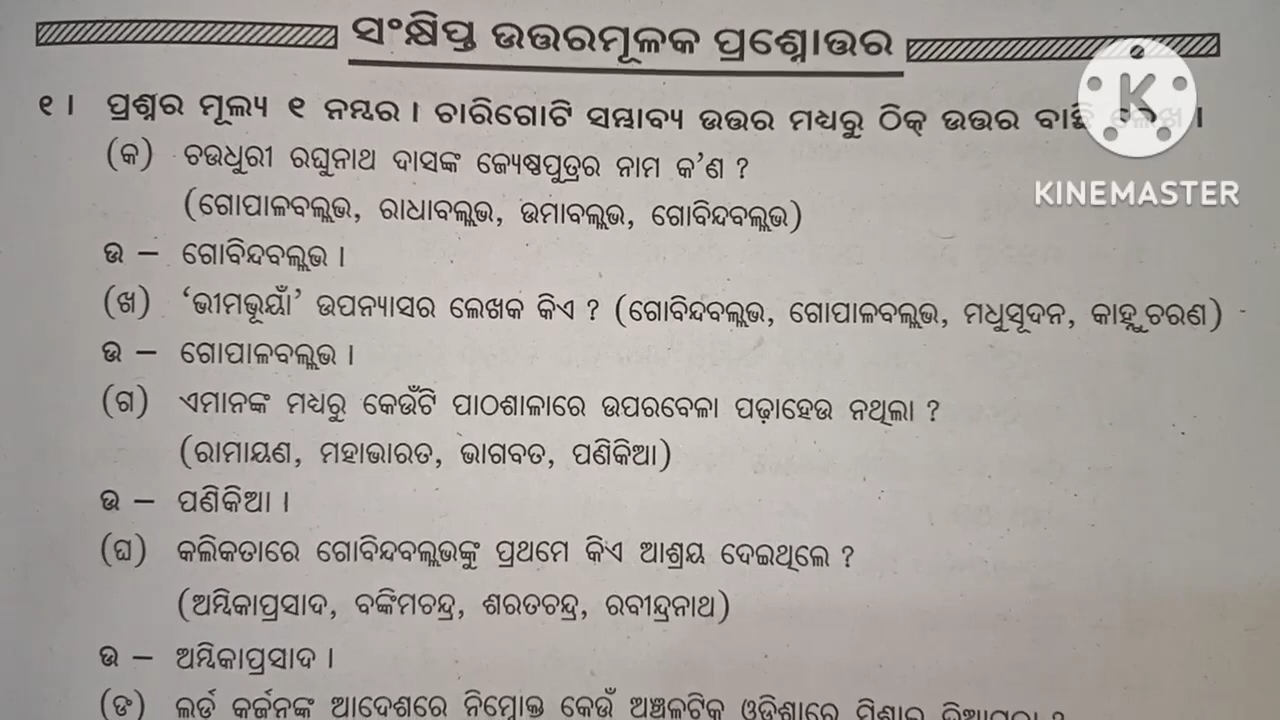 ସଂକ୍ଷିପ୍ତ ଉତ୍ତରମୂଳକ ପ୍ରଶ୍ନୋତ୍ତର
୧ । ପ୍ରଶ୍ନର ମୂଲ୍ୟ ୧ ନମ୍ବର । ଚାରିଗୋଟି ସମ୍ଭାବ୍ୟ ଉତ୍ତର ମଧ୍ୟରୁ ଠିକ୍ ଉତ୍ତର ବାଛି ଲେଖ ।
(କ) ଚଉଧୁରୀ ରଘୁନାଥ ଦାସଙ୍କ ଜ୍ୟେଷ୍ଠପୁତ୍ରର ନାମ କ'ଣ ?
(ଗୋପାଳବଲ୍ଲଭ, ରାଧାବଲ୍ଲଭ, ଉମାବଲ୍ଲଭ, ଗୋବିନ୍ଦବଲ୍ଲଭ)
ଉ – ଗୋବିନ୍ଦବଲ୍ଲଭ ।
(ଖ) 'ଭୀମଭୂୟାଁ' ଉପନ୍ୟାସର ଲେଖକ କିଏ ? (ଗୋବିନ୍ଦବଲ୍ଲଭ, ଗୋପାଳବଲ୍ଲଭ, ମଧୁସୂଦନ, କାହ୍ନୁଚରଣ)
ଉ – ଗୋପାଳବଲ୍ଲଭ ।
(ଗ) ଏମାନଙ୍କ ମଧ୍ୟରୁ କେଉଁଟି ପାଠଶାଳାରେ ଉପରବେଳା ପଢ଼ାହେଉ ନଥିଲା ?
(ରାମାୟଣ, ମହାଭାରତ, ଭାଗବତ, ପଣିକିଆ)
ଉ – ପଣିକିଆ ।
(ଘ) କଲିକତାରେ ଗୋବିନ୍ଦବଲ୍ଲଭଙ୍କୁ ପ୍ରଥମେ କିଏ ଆଶ୍ରୟ ଦେଇଥିଲେ ?
(ଅମ୍ବିକାପ୍ରସାଦ, ବଙ୍କିମଚନ୍ଦ୍ର, ଶରତଚନ୍ଦ୍ର, ରବୀନ୍ଦ୍ରନାଥ)
ଉ – ଅମ୍ବିକାପ୍ରସାଦ ।
(ଙ) ଲର୍ଡ କର୍ଜନଙ୍କ ଆଦେଶରେ ନିମ୍ନୋକ୍ତ କେଉଁ ଅଞ୍ଚଳଟିକୁ ଓଡ଼ିଶାରେ
K
KINEMASTER